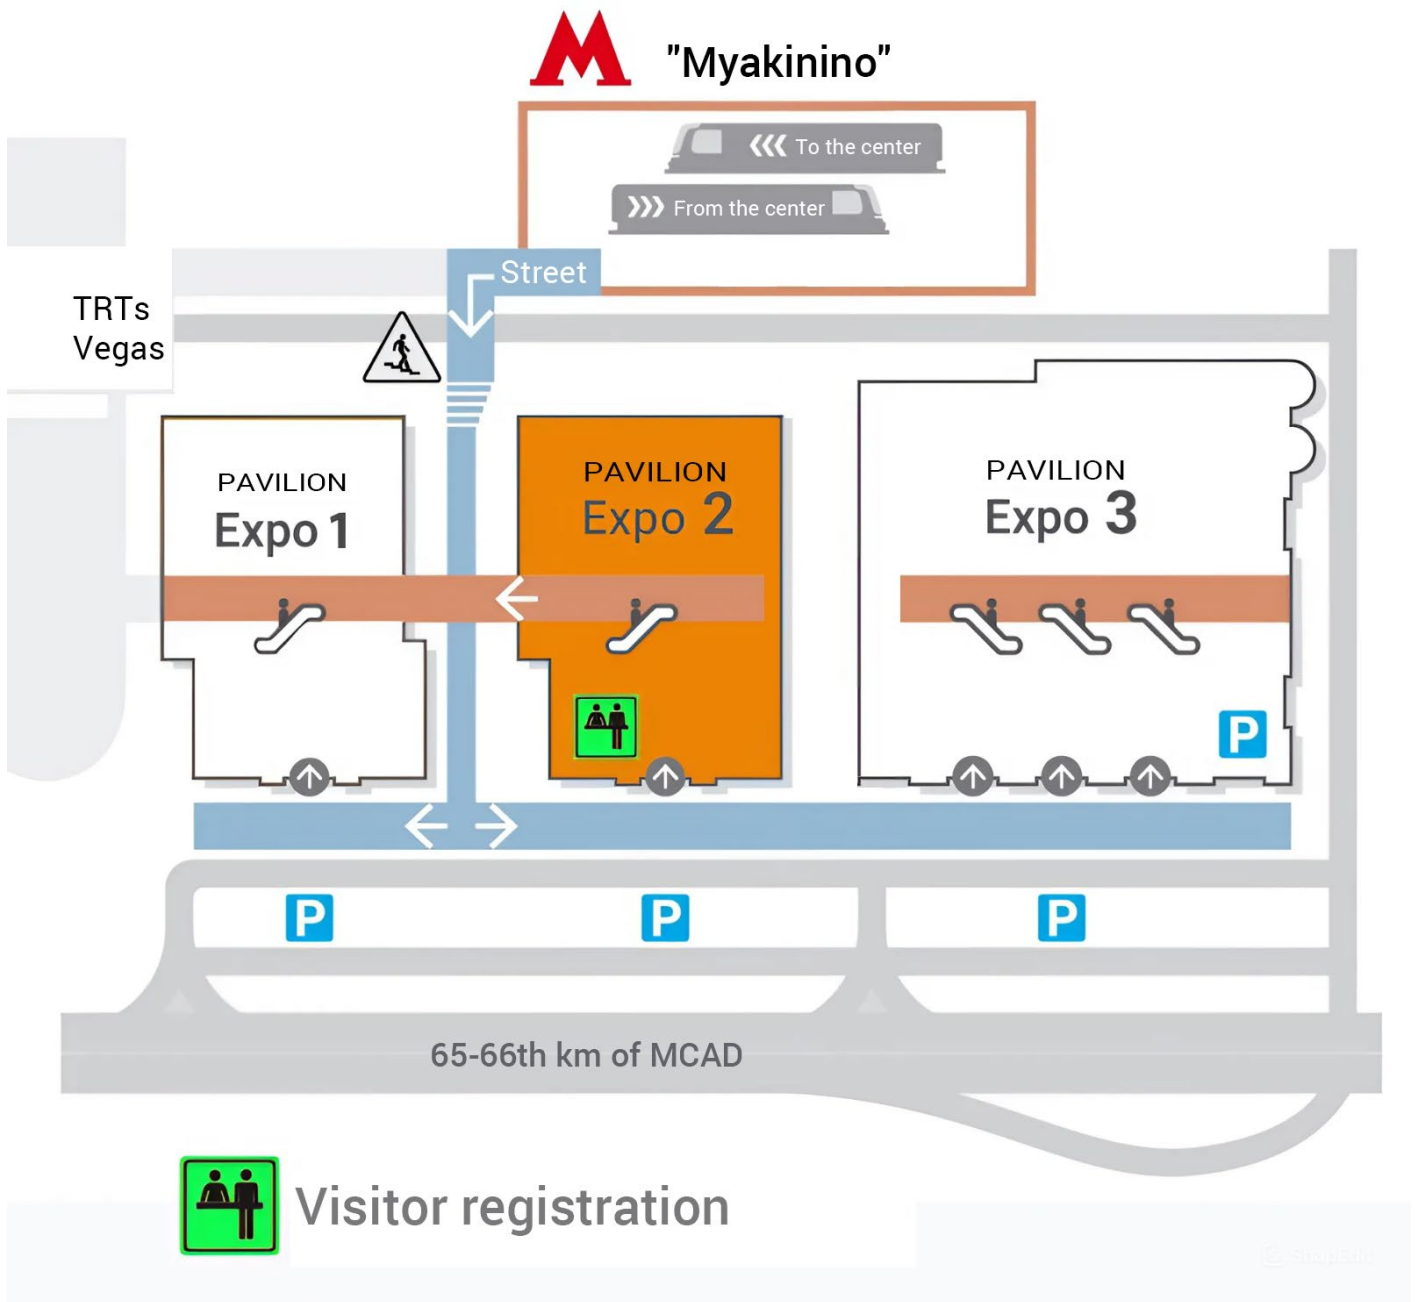 M "Myakinino"
To the center
From the center
Street
TRTs
Vegas
PAVILION
Expo 1
PAVILION
Expo 2
PAVILION
Expo 3
P
P
P
P
65-66th km of MCAD
Visitor registration